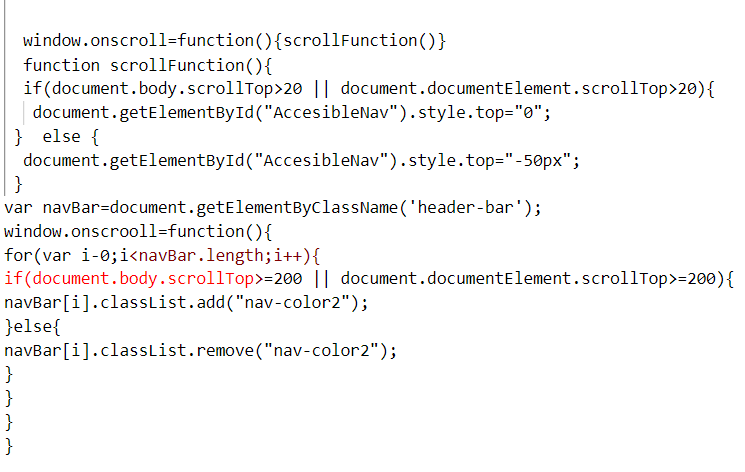 window.onscroll=function(){scrollFunction()}
function scrollFunction(){
if(document.body.scrollTop>20 || document.documentElement.scrollTop>20){
document.getElementById("AccesibleNav").style.top="0";
} else {
document.getElementById("AccesibleNav").style.top="-50px";
}
var navBar=document.getElementByClassName('header-bar');
window.onscrooll=function(){
for(var i-0;i<navBar.length;i++){
if(document.body.scrollTop>=200 || document.documentElement.scrollTop>=200){
navBar[i].classList.add("nav-color2");
}else{
navBar[i].classList.remove("nav-color2");
}
}
}
}